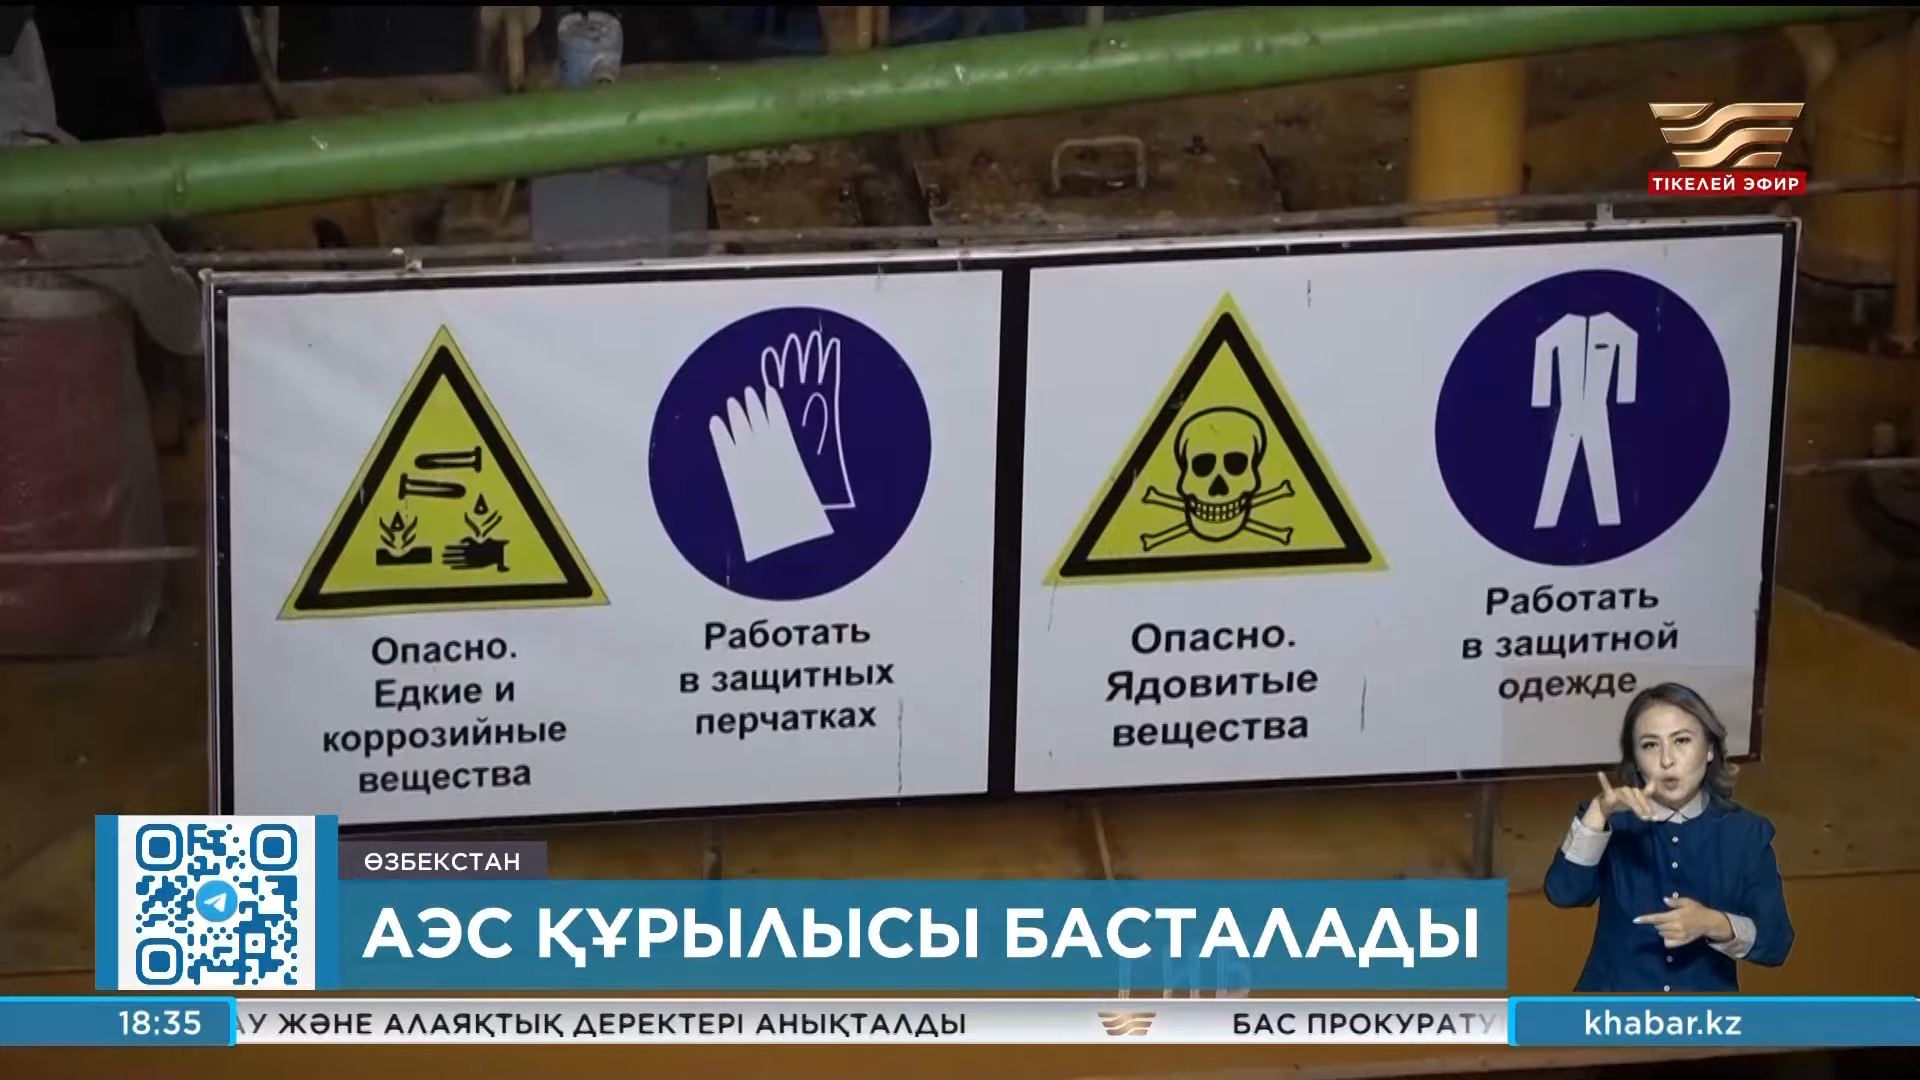 ТІКЕЛЕЙ ЭФИР
Опасно.
Едкие и
коррозийные
вещества
Работать
в защитных
перчатках
Опасно.
Ядовитые
вещества
Работать
в защитной
одежде
ӨЗБЕКСТАН
АЭС ҚҰРЫЛЫСЫ БАСТАЛАДЫ
18:35
ЖӘНЕ АЛАЯҚТЫҚ ДЕРЕКТЕРІ АНЫҚТАЛДЫ
БАС
khabar.kz